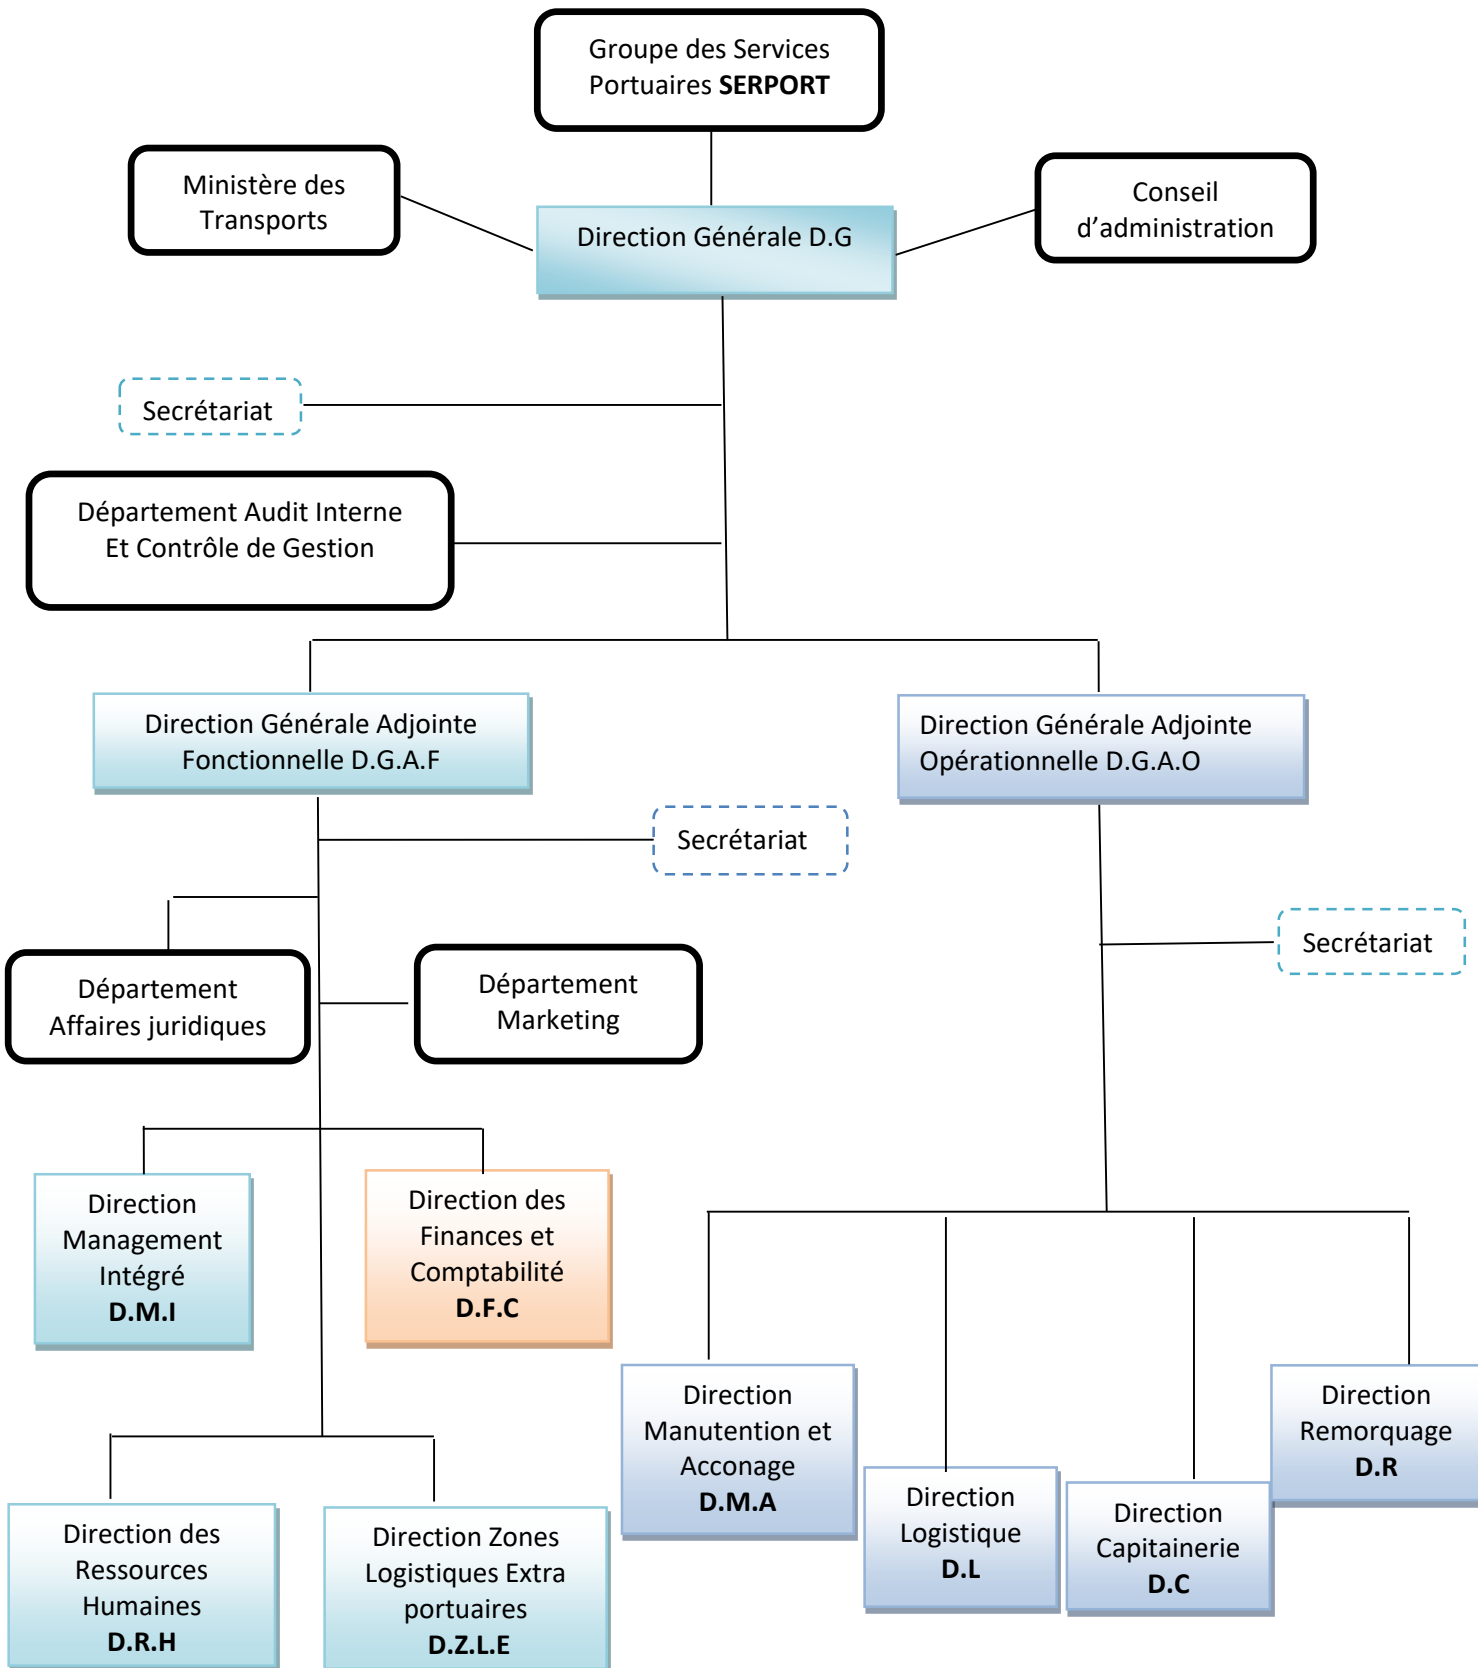 Groupe des Services
Portuaires SERPORT
Ministère des
Transports
Conseil
d’administration
Direction Générale D.G
Secrétariat
Département Audit Interne
Et Contrôle de Gestion
Direction Générale Adjointe
Fonctionnelle D.G.A.F
Direction Générale Adjointe
Opérationnelle D.G.A.O
Secrétariat
Secrétariat
Département
Affaires juridiques
Département
Marketing
Direction
Management
Intégré
D.M.I
Direction des
Finances et
Comptabilité
D.F.C
Direction
Manutention et
Acconage
D.M.A
Direction
Logistique
D.L
Direction
Capitainerie
D.C
Direction
Remorquage
D.R
Direction des
Ressources
Humaines
D.R.H
Direction Zones
Logistiques Extra
portuaires
D.Z.L.E